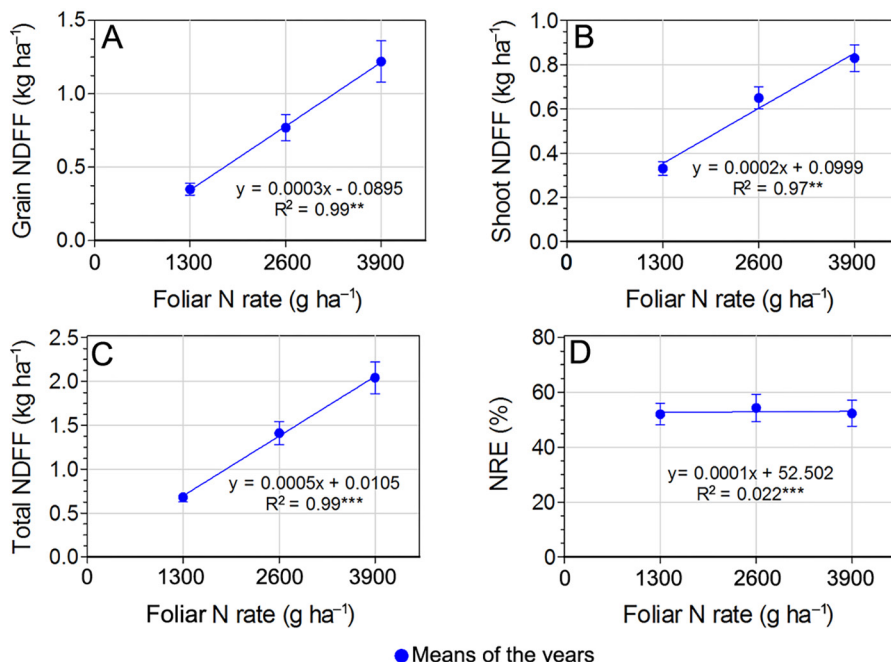 A
Grain NDFF (kg ha⁻¹)
1.5
1.0
0.5
0.0
y = 0.0003x - 0.0895
R² = 0.99**
0 1300 2600 3900
Foliar N rate (g ha⁻¹)
B
Shoot NDFF (kg ha⁻¹)
1.0
0.8
0.6
0.4
0.2
0.0
y = 0.0002x + 0.0999
R² = 0.97**
0 1300 2600 3900
Foliar N rate (g ha⁻¹)
C
Total NDFF (kg ha⁻¹)
2.5
2.0
1.5
1.0
0.5
0.0
y = 0.0005x + 0.0105
R² = 0.99***
0 1300 2600 3900
Foliar N rate (g ha⁻¹)
D
NRE (%)
80
60
40
20
0
y= 0.0001x + 52.502
R² = 0.022***
0 1300 2600 3900
Foliar N rate (g ha⁻¹)
Means of the years